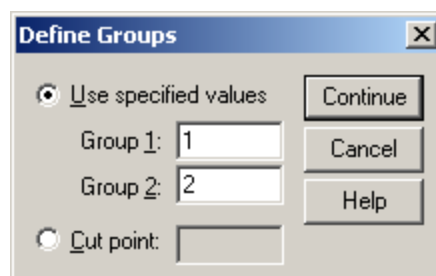 Define Groups
Use specified values
Continue
Group 1: 1
Cancel
Group 2: 2
Help
Cut point: